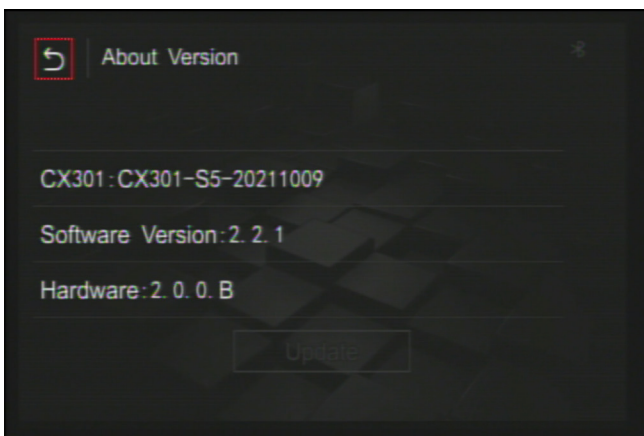 About Version
CX301:CX301-S5-20211009
Software Version:2.2.1
Hardware:2.0.0.B
Update